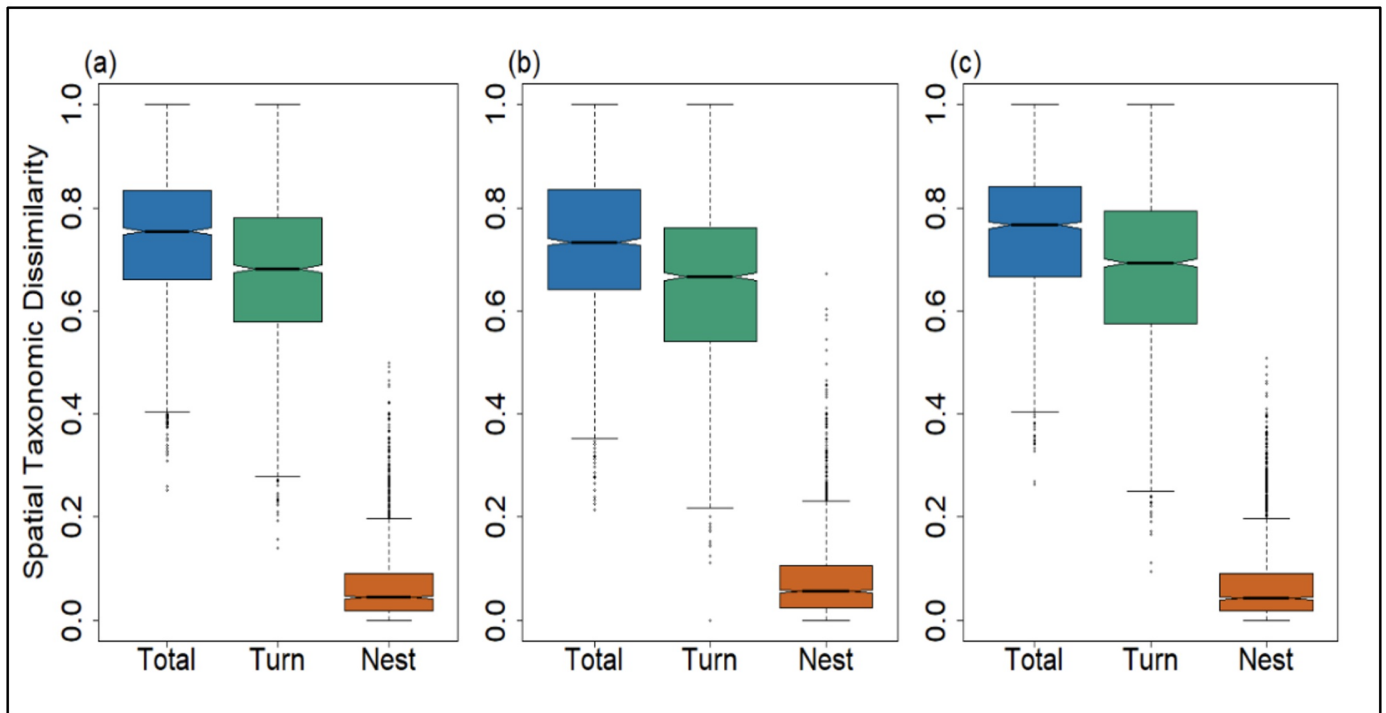 (a) (b) (c)
Spatial Taxonomic Dissimilarity
1.0 1.0 1.0
0.8 0.8 0.8
0.6 0.6 0.6
0.4 0.4 0.4
0.2 0.2 0.2
0.0 0.0 0.0
Total Turn Nest Total Turn Nest Total Turn Nest